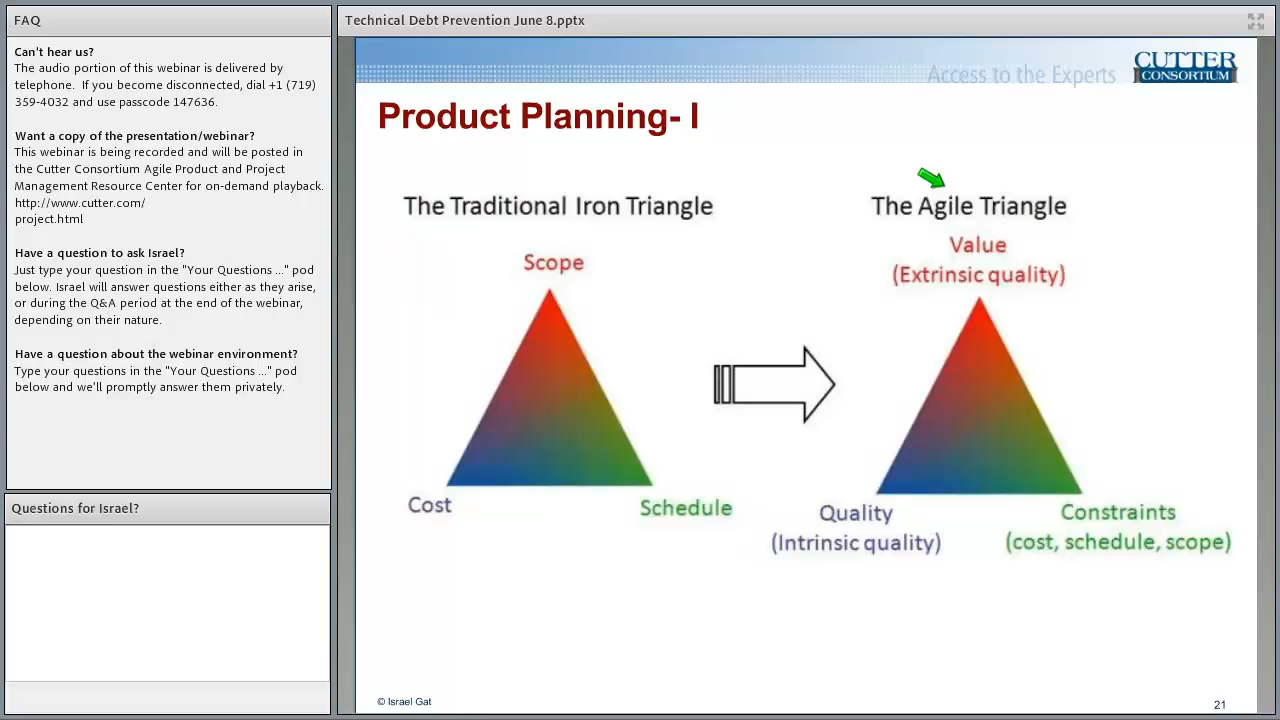 FAQ
Can't hear us?
The audio portion of this webinar is delivered by
telephone. If you become disconnected, dial +1 (719)
359-4032 and use passcode 147636.
Want a copy of the presentation/webinar?
This webinar is being recorded and will be posted in
the Cutter Consortium Agile Product and Project
Management Resource Center for on-demand playback.
http://www.cutter.com/
project.html
Have a question to ask Israel?
Just type your question in the "Your Questions ..." pod
below. Israel will answer questions either as they arise,
or during the Q&A period at the end of the webinar,
depending on their nature.
Have a question about the webinar environment?
Type your questions in the "Your Questions ..." pod
below and we'll promptly answer them privately.
Questions for Israel?
Technical Debt Prevention June 8.pptx
Access to the Experts
CUTTER
CONSORTIUM
Product Planning- I
The Traditional Iron Triangle
Scope
Cost
Schedule
The Agile Triangle
Value
(Extrinsic quality)
Quality
(Intrinsic quality)
Constraints
(cost, schedule, scope)
© Israel Gat
21